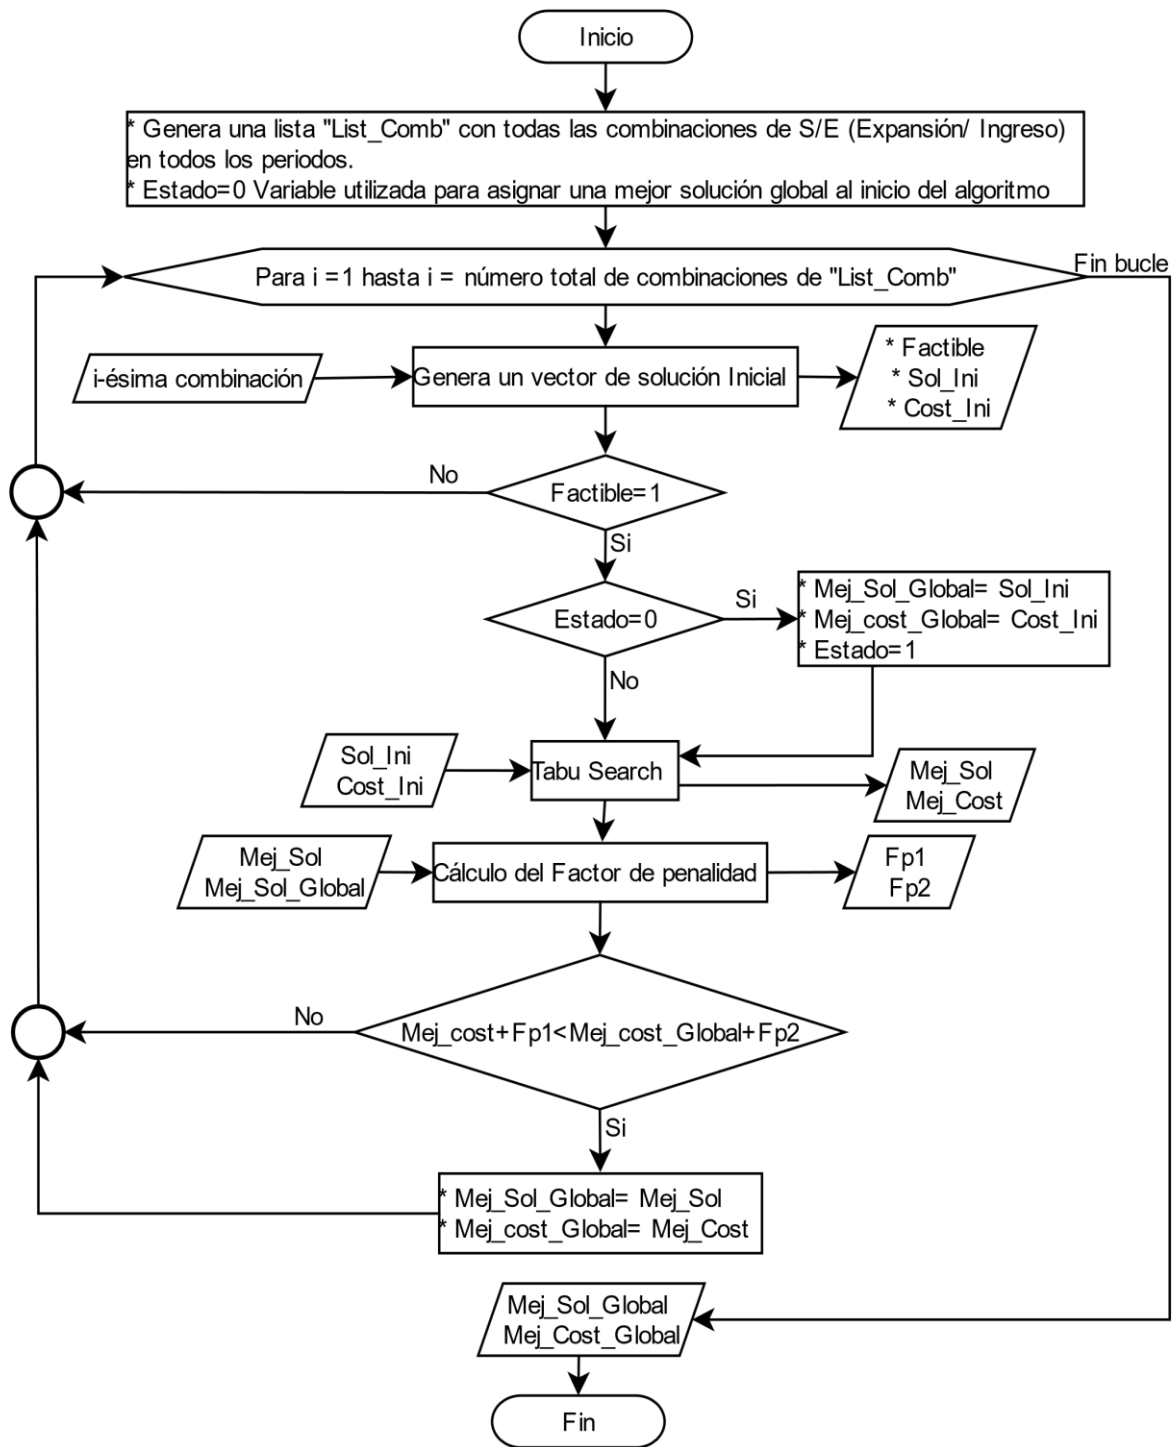 Inicio
* Genera una lista "List_Comb" con todas las combinaciones de S/E (Expansión/ Ingreso)
en todos los periodos.
* Estado=0 Variable utilizada para asignar una mejor solución global al inicio del algoritmo
Para i =1 hasta i = número total de combinaciones de "List_Comb"
Fin bucle
i-ésima combinación
Genera un vector de solución Inicial
* Factible
* Sol_Ini
* Cost_Ini
Factible=1
No
Si
Estado=0
Si
* Mej_Sol_Global= Sol_Ini
* Mej_cost_Global= Cost_Ini
* Estado=1
No
Sol_Ini
Cost_Ini
Tabu Search
Mej_Sol
Mej_Cost
Mej_Sol
Mej_Sol_Global
Cálculo del Factor de penalidad
Fp1
Fp2
Mej_cost+Fp1<Mej_cost_Global+Fp2
No
Si
* Mej_Sol_Global= Mej_Sol
* Mej_cost_Global= Mej_Cost
Mej_Sol_Global
Mej_Cost_Global
Fin